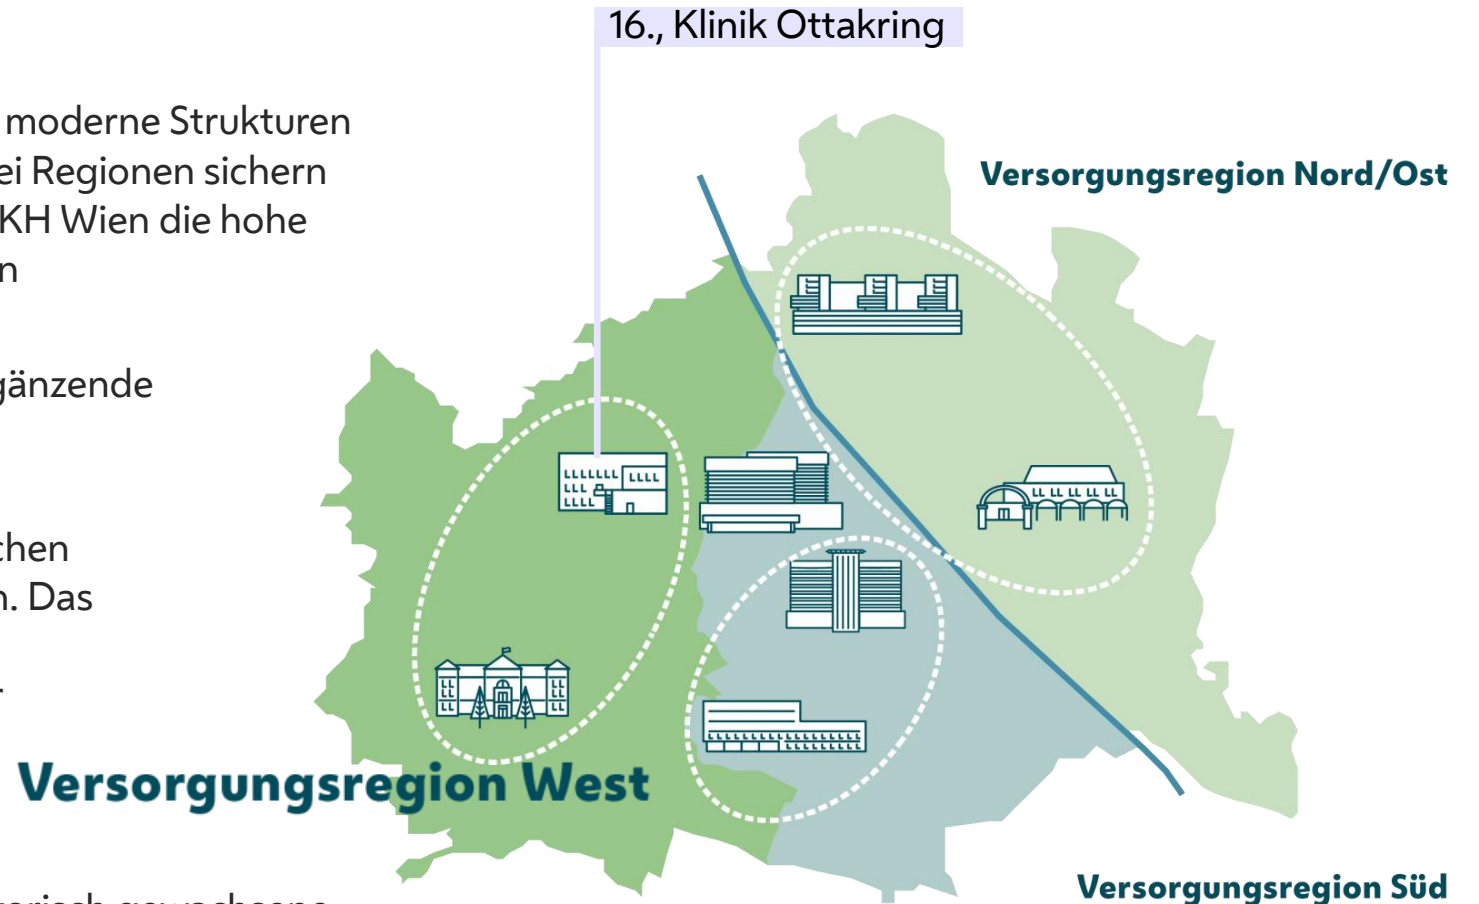 16., Klinik Ottakring
moderne Strukturen
ei Regionen sichern
KH Wien die hohe
n
gänzende
chen
n. Das
Versorgungsregion Nord/Ost
Versorgungsregion West
Versorgungsregion Süd